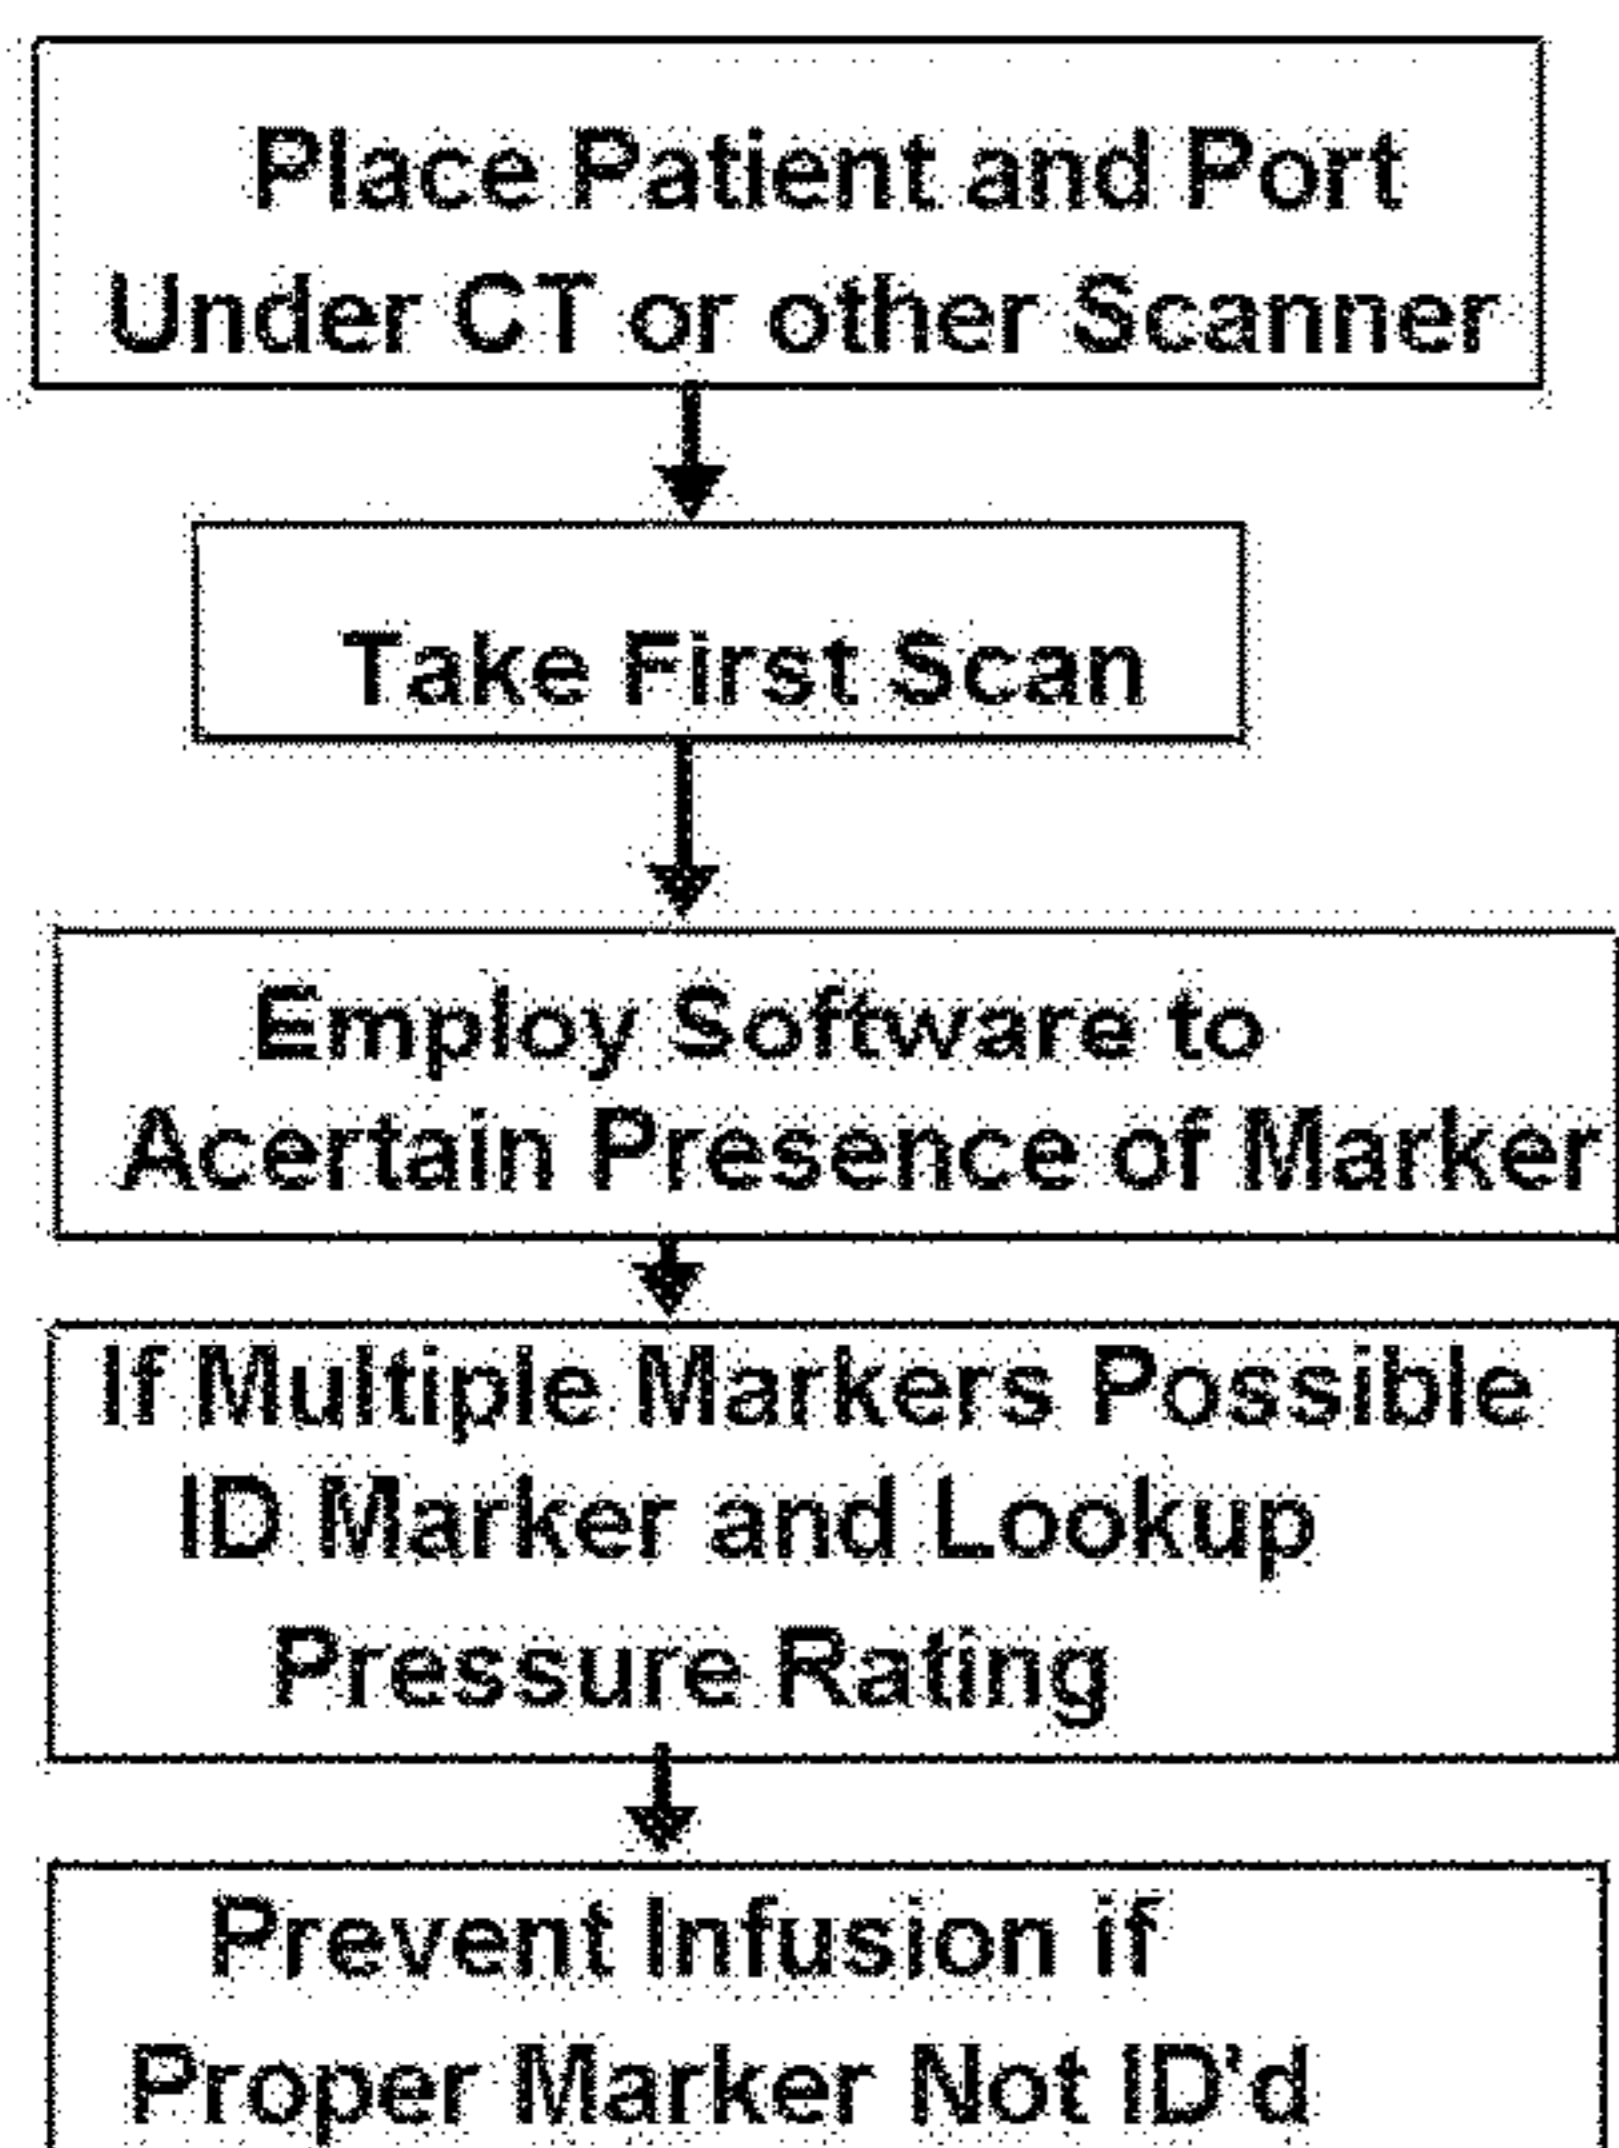 Place Patient and Port
Under CT or other Scanner
Take First Scan
Employ Software to
Acertain Presence of Marker
If Multiple Markers Possible
ID Marker and Lookup
Pressure Rating
Prevent Infusion if
Proper Marker Not ID'd